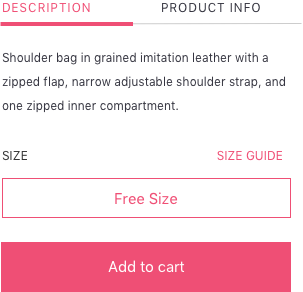 DESCRIPTION PRODUCT INFO
Shoulder bag in grained imitation leather with a
zipped flap, narrow adjustable shoulder strap, and
one zipped inner compartment.
SIZE SIZE GUIDE
Free Size
Add to cart